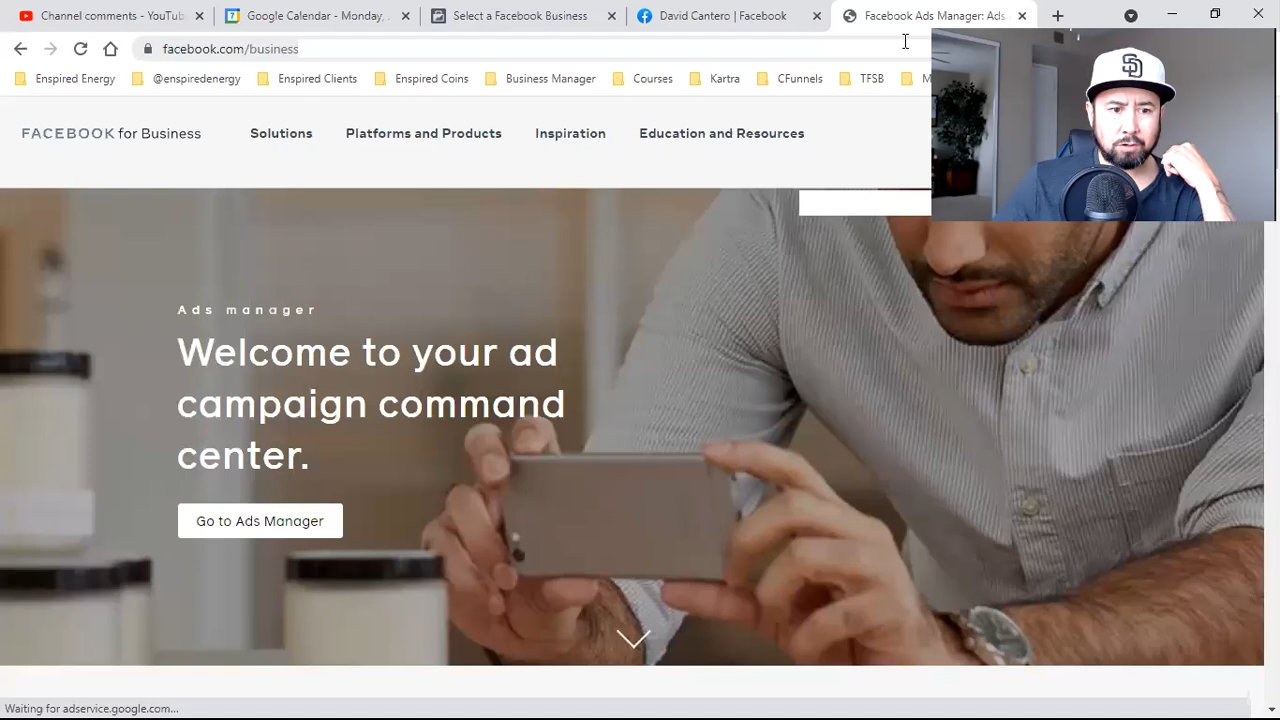 Channel comments - YouTub
Google Calendar - Monday,
Select a Facebook Business
David Cantero | Facebook
Facebook Ads Manager: Ads
facebook.com/business
Enspired Energy
@enspiredenergy
Enspired Clients
Enspired Coins
Business Manager
Courses
Kartra
CFunnels
TFSB
M
FACEBOOK for Business
Solutions
Platforms and Products
Inspiration
Education and Resources
Ads manager
Welcome to your ad
campaign command
center.
Go to Ads Manager
Waiting for adservice.google.com...